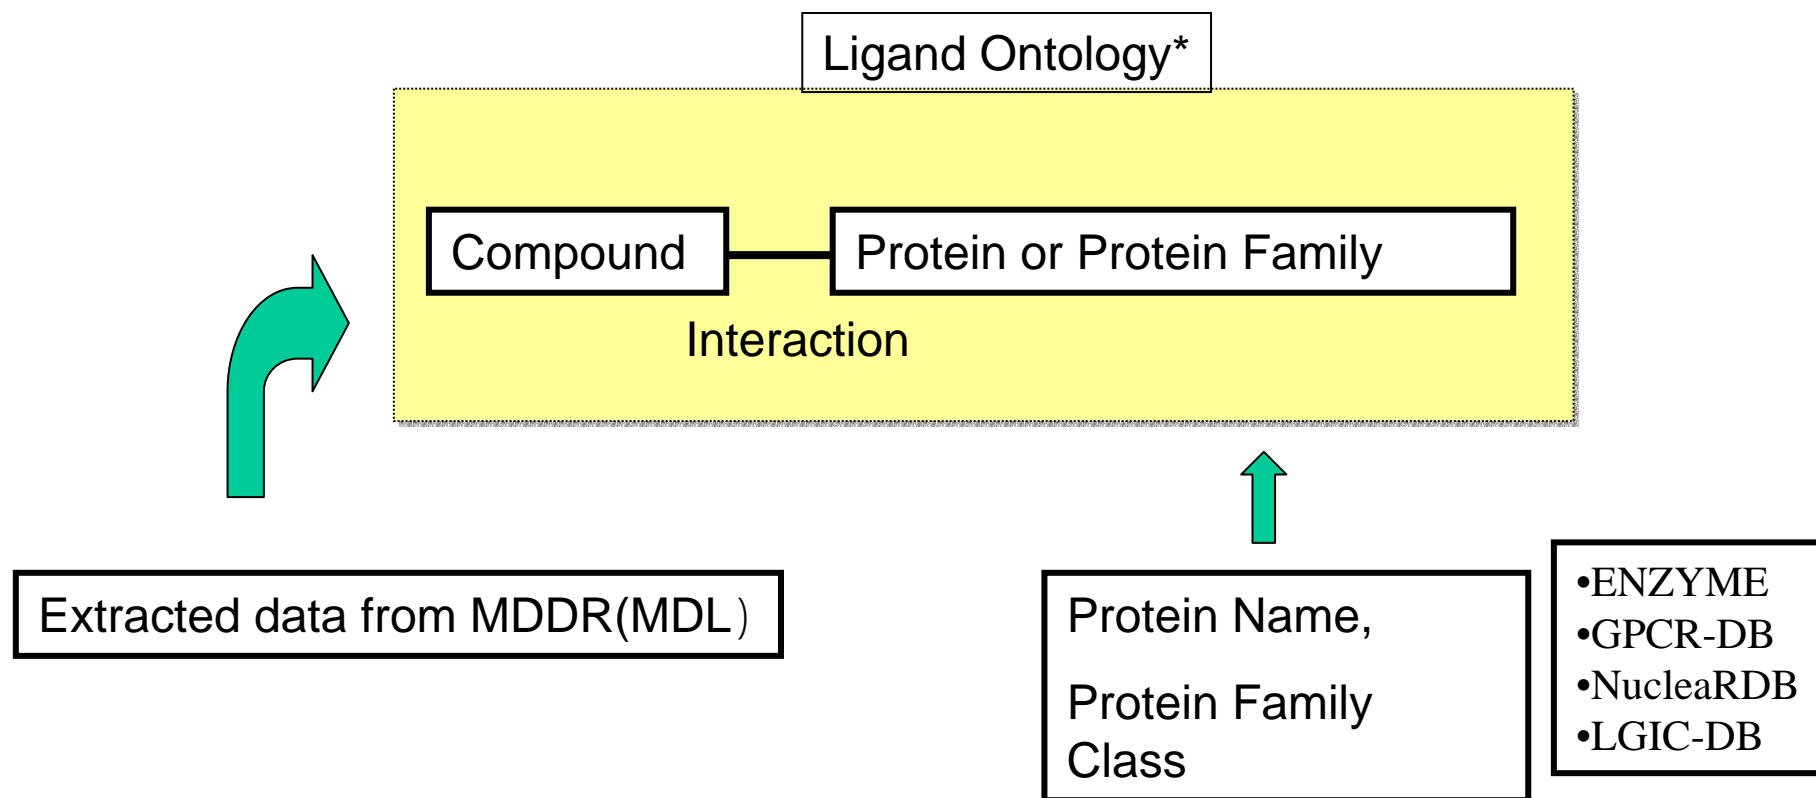 Ligand Ontology*
Compound
Protein or Protein Family
Interaction
Extracted data from MDDR(MDL）
Protein Name,
Protein Family
Class
•ENZYME
•GPCR-DB
•NucleaRDB
•LGIC-DB